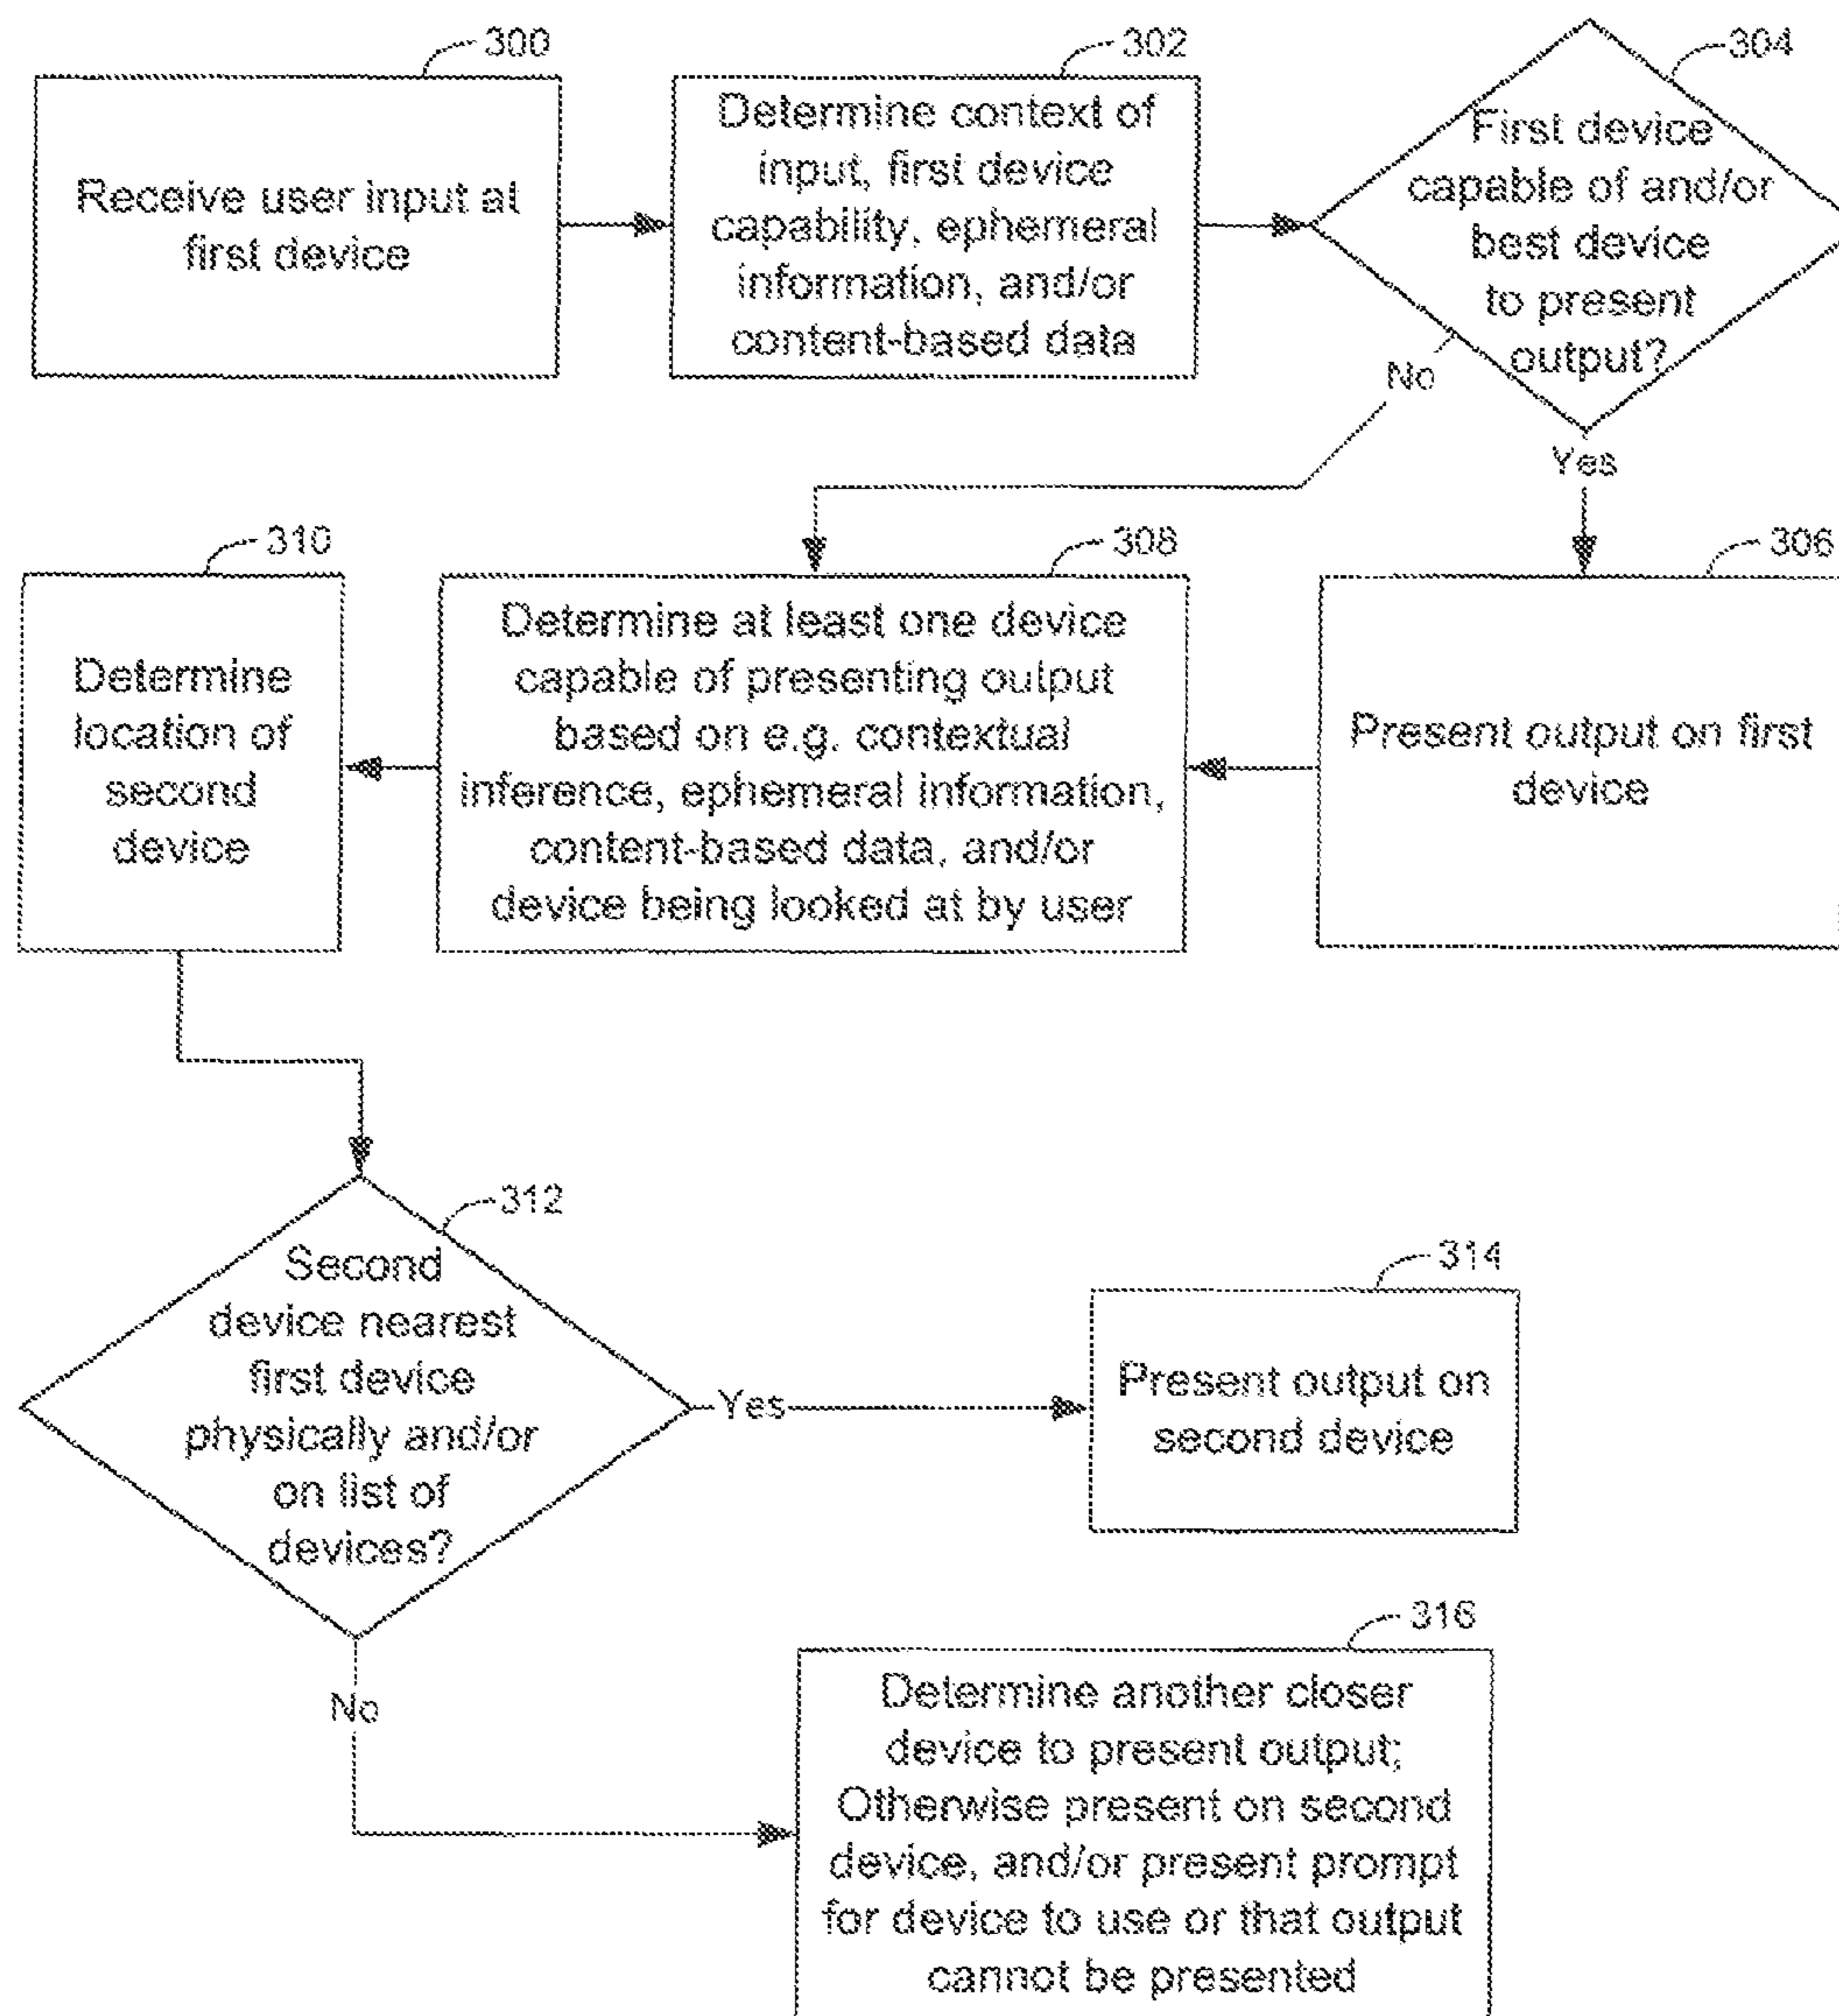 300
Receive user input at
first device
302
Determine context of
input, first device
capability, ephemeral
information, and/or
content-based data
304
First device
capable of and/or
best device
to present
output?
No
Yes
306
Present output on first
device
308
Determine at least one device
capable of presenting output
based on e.g. contextual
inference, ephemeral information,
content-based data, and/or
device being looked at by user
310
Determine
location of
second
device
312
Second
device nearest
first device
physically and/or
on list of
devices?
Yes
314
Present output on
second device
No
316
Determine another closer
device to present output;
Otherwise present on second
device, and/or present prompt
for device to use or that output
cannot be presented